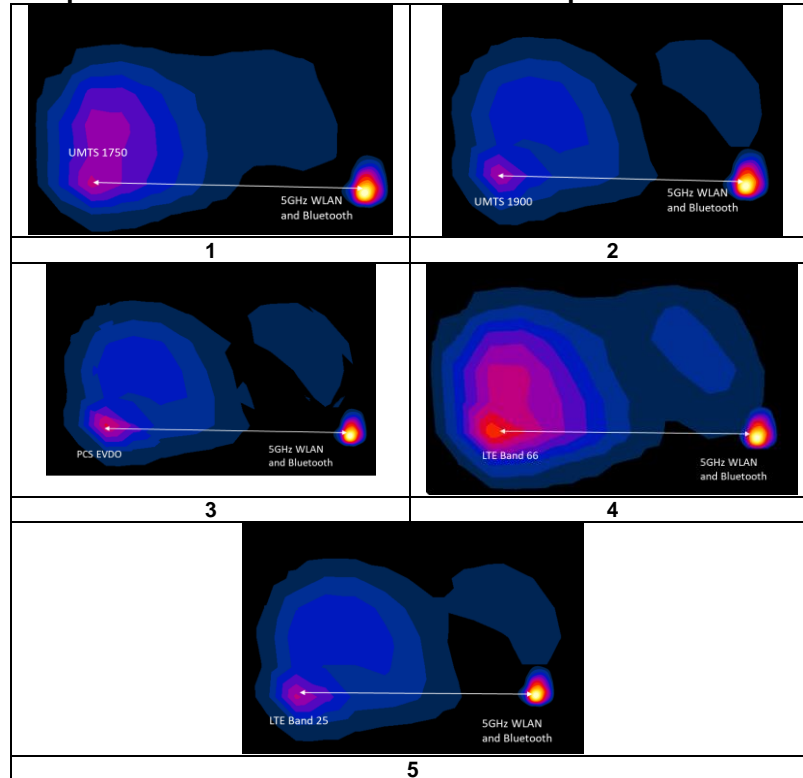 UMTS 1750
5GHz WLAN
and Bluetooth
UMTS 1900
5GHz WLAN
and Bluetooth
1
2
PCS EVDO
5GHz WLAN
and Bluetooth
LTE Band 66
5GHz WLAN
and Bluetooth
3
4
LTE Band 25
5GHz WLAN
and Bluetooth
5